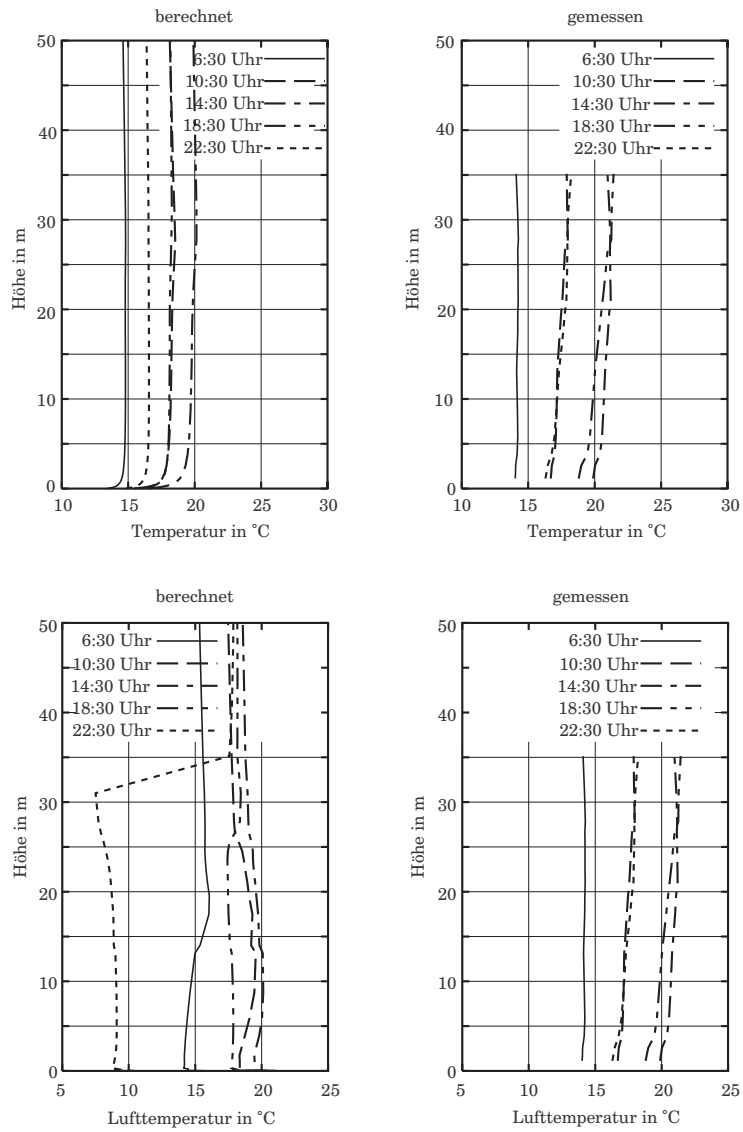 berechnet
50
40
30
20
10
0
Höhe in m
6:30 Uhr
10:30 Uhr
14:30 Uhr
18:30 Uhr
22:30 Uhr
10 15 20 25 30
Temperatur in °C
gemessen
50
40
30
20
10
0
Höhe in m
6:30 Uhr
10:30 Uhr
14:30 Uhr
18:30 Uhr
22:30 Uhr
10 15 20 25 30
Temperatur in °C
berechnet
50
40
30
20
10
0
Höhe in m
6:30 Uhr
10:30 Uhr
14:30 Uhr
18:30 Uhr
22:30 Uhr
5 10 15 20 25
Lufttemperatur in °C
gemessen
50
40
30
20
10
0
Höhe in m
6:30 Uhr
10:30 Uhr
14:30 Uhr
18:30 Uhr
22:30 Uhr
5 10 15 20 25
Lufttemperatur in °C